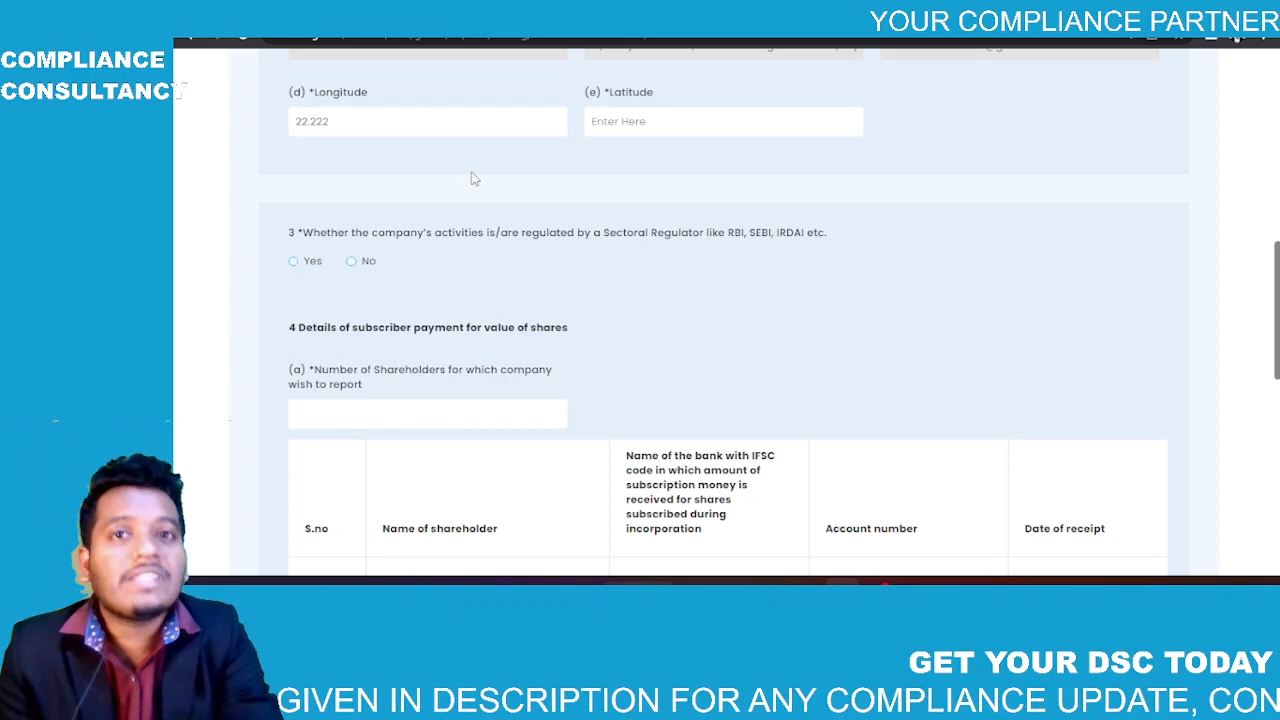 YOUR COMPLIANCE PARTNER
COMPLIANCE
CONSULTANCY
(d) *Longitude
(e) *Latitude
22.222
Enter Here
3 *Whether the company's activities is/are regulated by a Sectoral Regulator like RBI, SEBI, IRDAI etc.
Yes
No
4 Details of subscriber payment for value of shares
(a) *Number of Shareholders for which company
wish to report
S.no
Name of shareholder
Name of the bank with IFSC
code in which amount of
subscription money is
received for shares
subscribed during
incorporation
Account number
Date of receipt
GET YOUR DSC TODAY
GIVEN IN DESCRIPTION FOR ANY COMPLIANCE UPDATE, CON